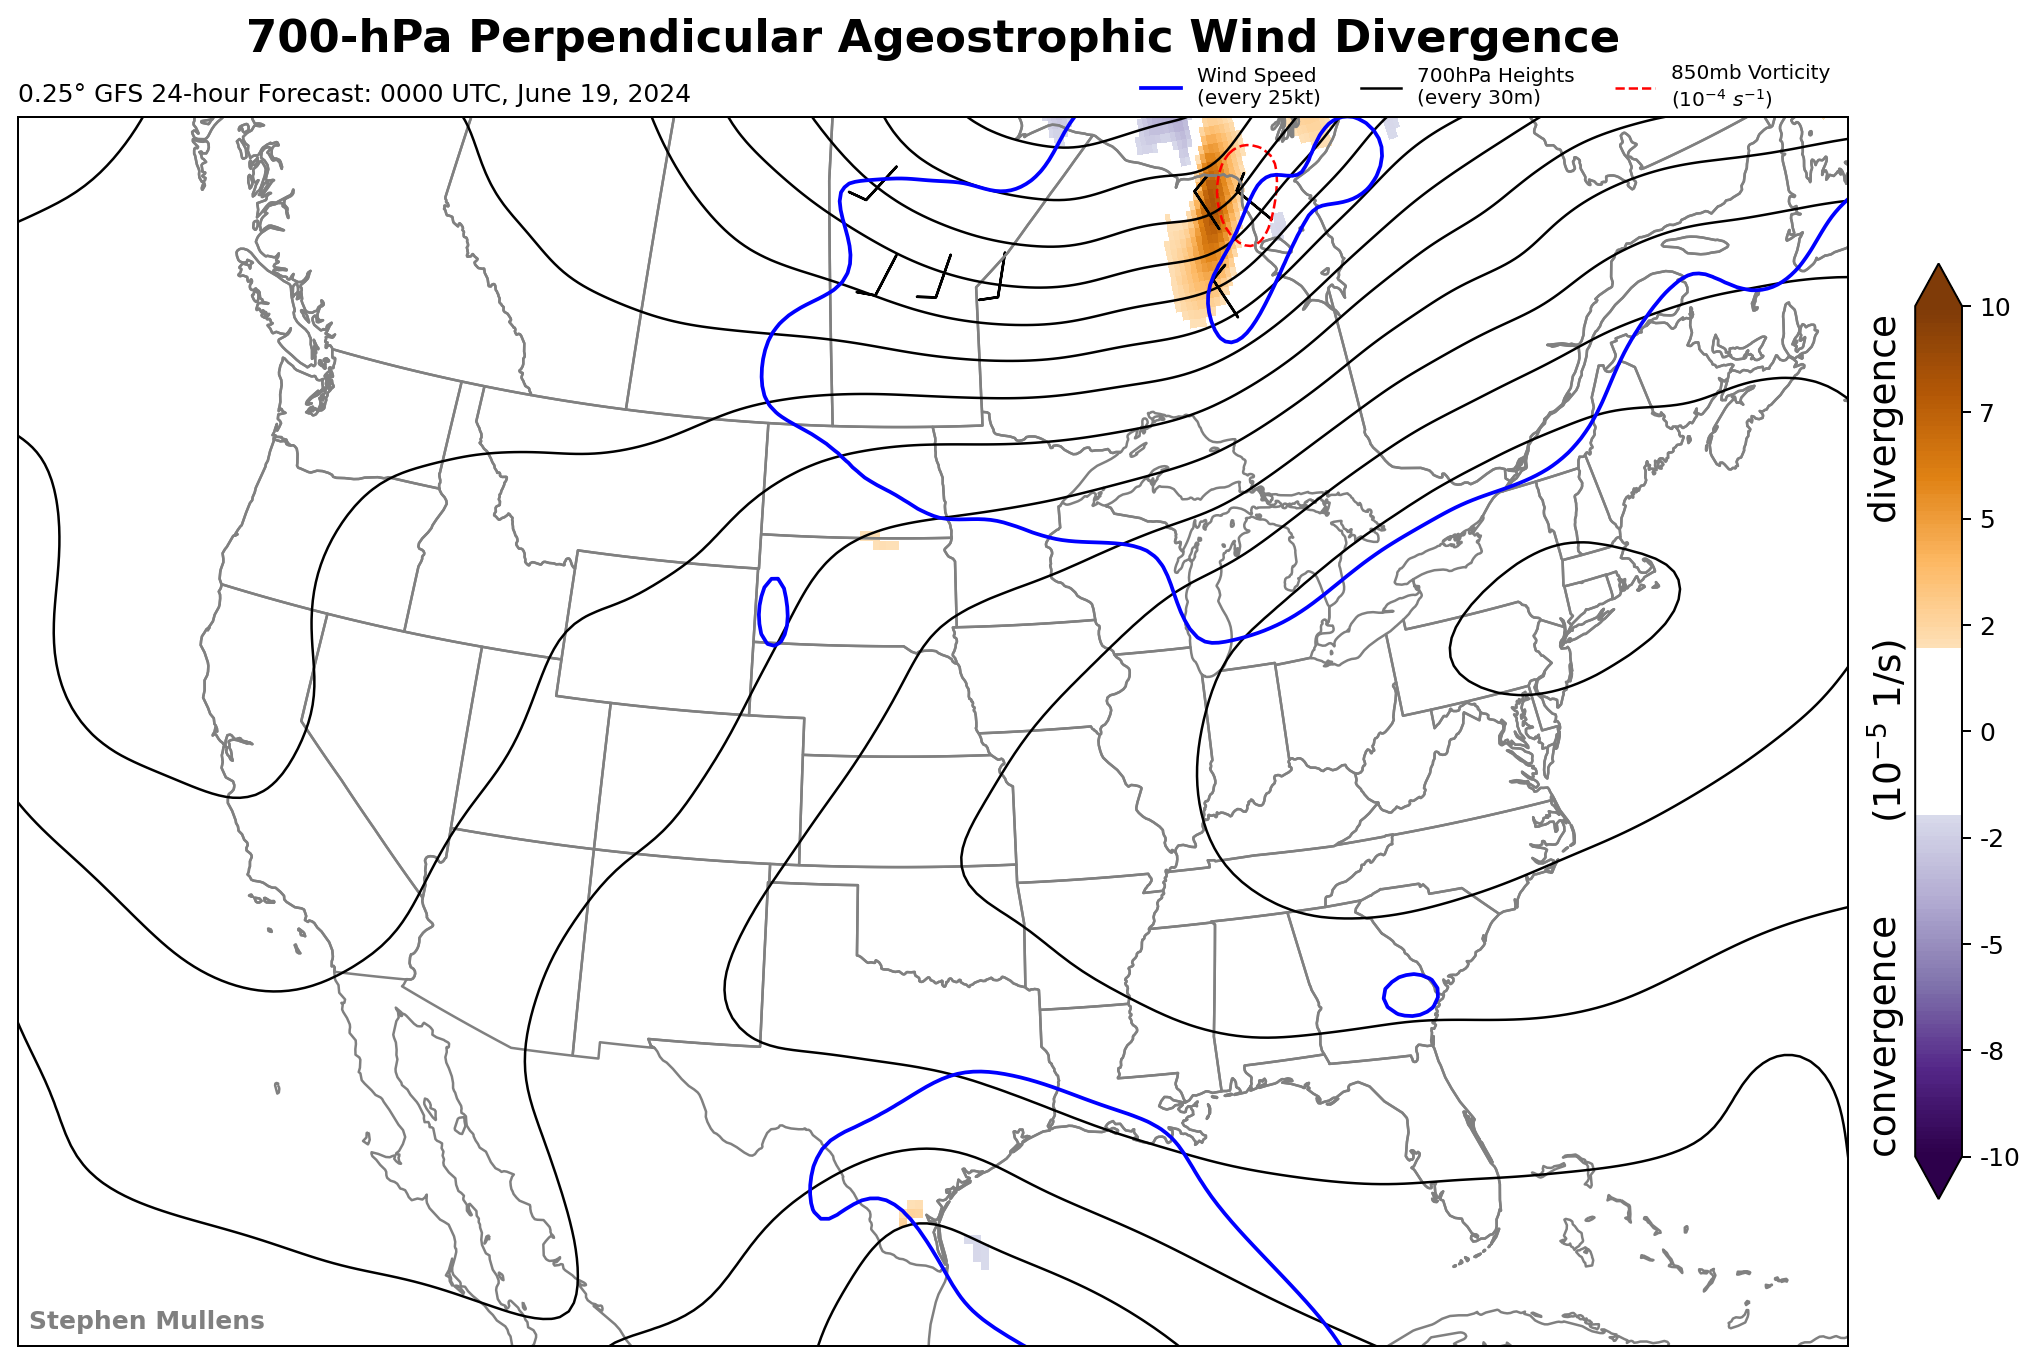 700-hPa Perpendicular Ageostrophic Wind Divergence
0.25° GFS 24-hour Forecast: 0000 UTC, June 19, 2024
Wind Speed
(every 25kt)
700hPa Heights
(every 30m)
850mb Vorticity
(10⁻⁴ s⁻¹)
10
7
5
2
0
-2
-5
-8
-10
convergence (10⁻⁵ 1/s) divergence
Stephen Mullens